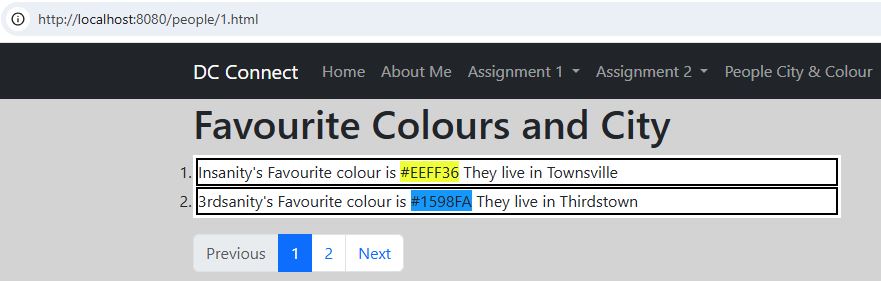 http://localhost:8080/people/1.html
DC Connect Home About Me Assignment 1 Assignment 2 People City & Colour
Favourite Colours and City
1. Insanity's Favourite colour is #EEFF36 They live in Townsville
2. 3rdsanity's Favourite colour is #1598FA They live in Thirdstown
Previous 1 2 Next